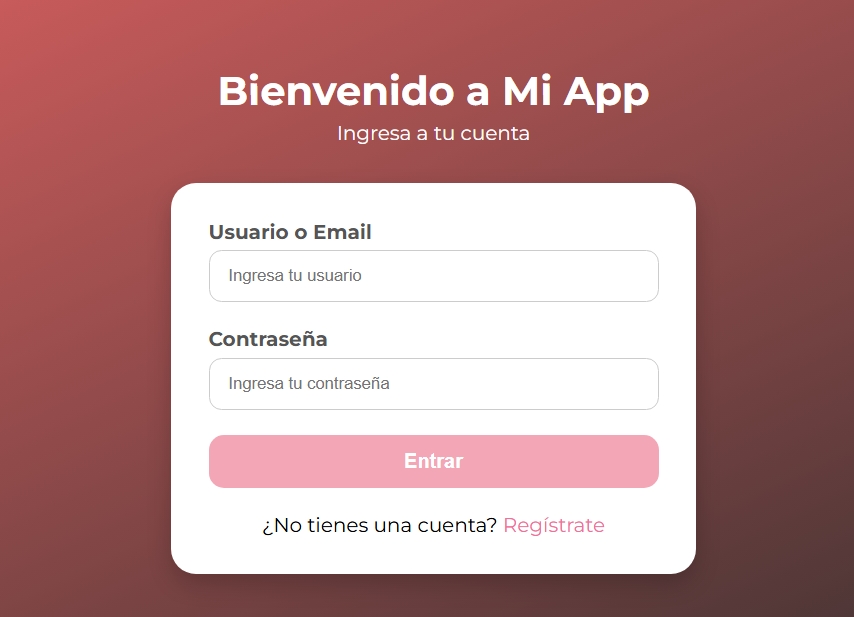 Bienvenido a Mi App
Ingresa a tu cuenta
Usuario o Email
Ingresa tu usuario
Contraseña
Ingresa tu contraseña
Entrar
¿No tienes una cuenta? Regístrate